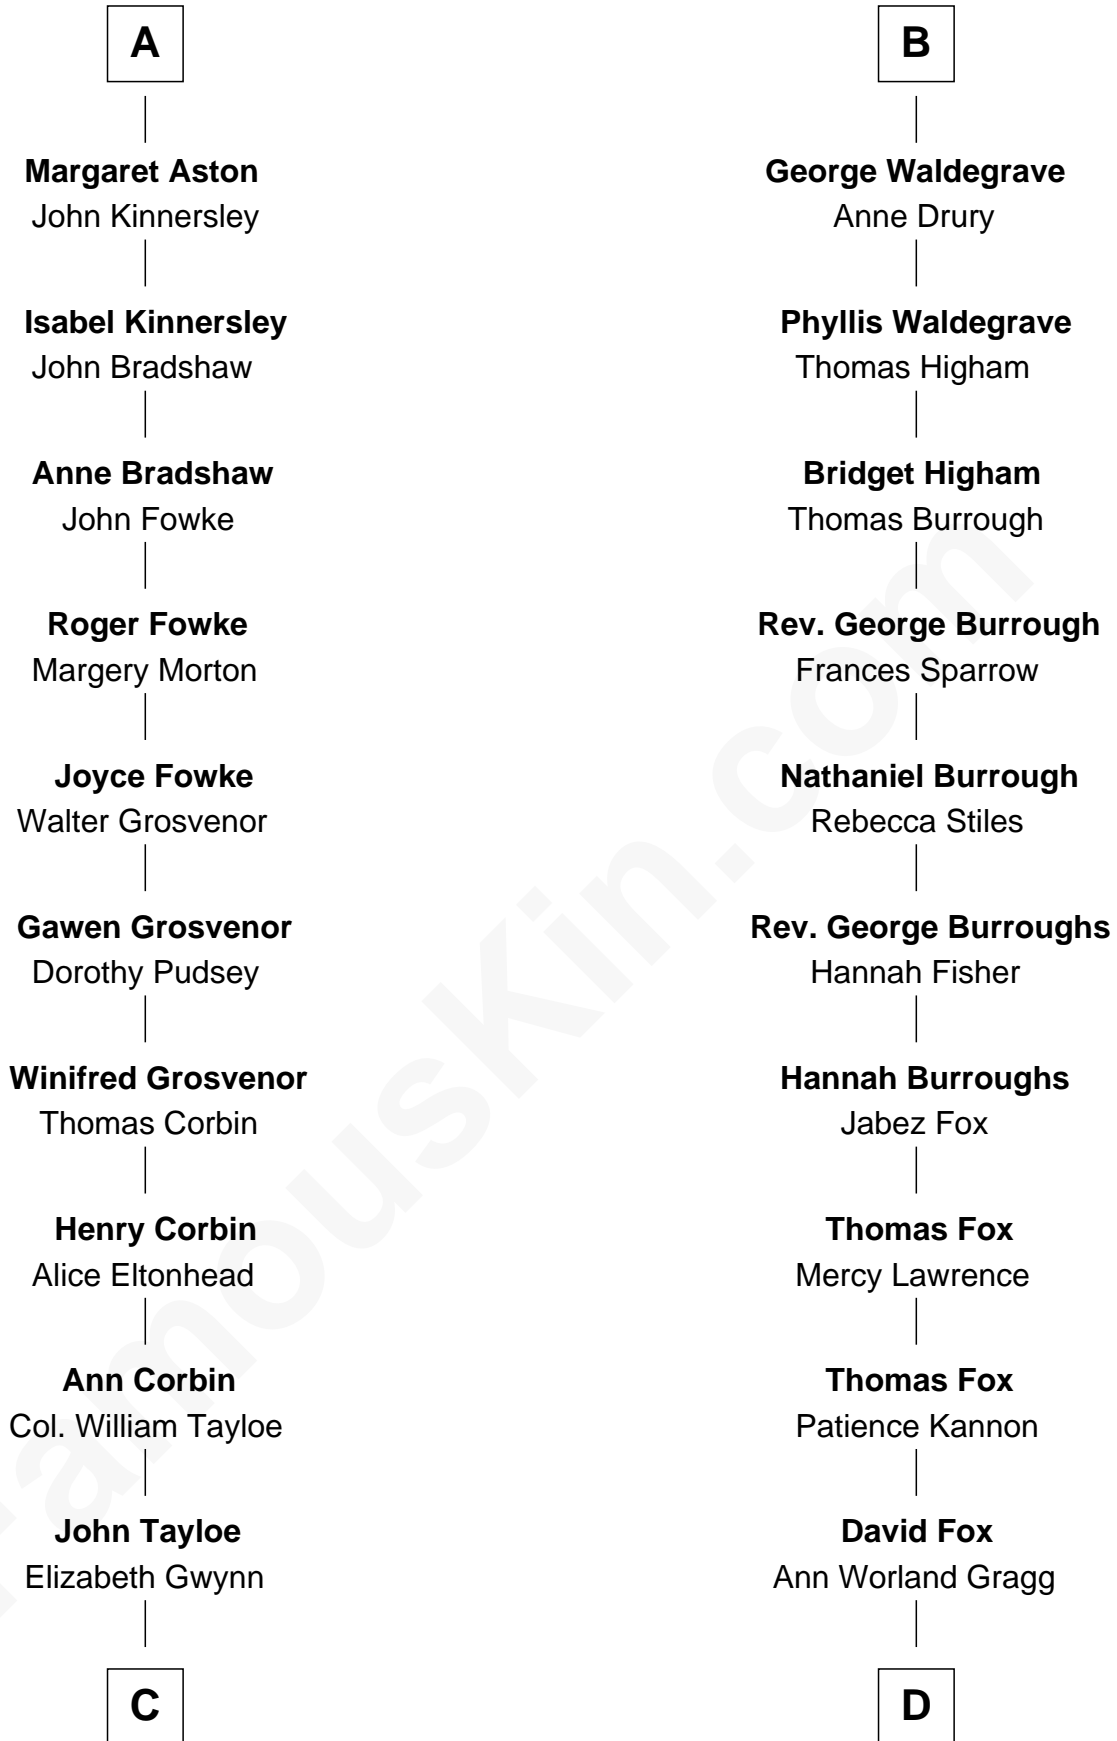 A
Margaret Aston
John Kinnersley
Isabel Kinnersley
John Bradshaw
Anne Bradshaw
John Fowke
Roger Fowke
Margery Morton
Joyce Fowke
Walter Grosvenor
Gawen Grosvenor
Dorothy Pudsey
Winifred Grosvenor
Thomas Corbin
Henry Corbin
Alice Eltonhead
Ann Corbin
Col. William Tayloe
John Tayloe
Elizabeth Gwynn
C
B
George Waldegrave
Anne Drury
Phyllis Waldegrave
Thomas Higham
Bridget Higham
Thomas Burrough
Rev. George Burrough
Frances Sparrow
Nathaniel Burrough
Rebecca Stiles
Rev. George Burroughs
Hannah Fisher
Hannah Burroughs
Jabez Fox
Thomas Fox
Mercy Lawrence
Thomas Fox
Patience Kannon
David Fox
Ann Worland Gragg
D
FamousKin.com